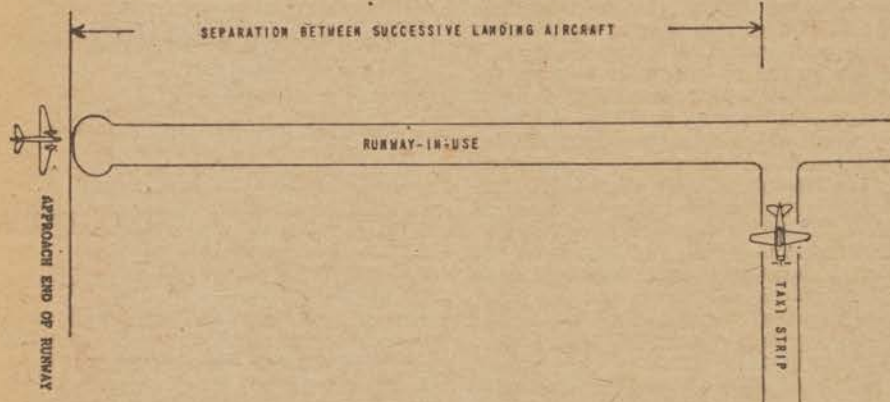 SEPARATION BETWEEN SUCCESSIVE LANDING AIRCRAFT
RUNWAY-IN-USE
APPROACH END OF RUNWAY
TAXI STRIP